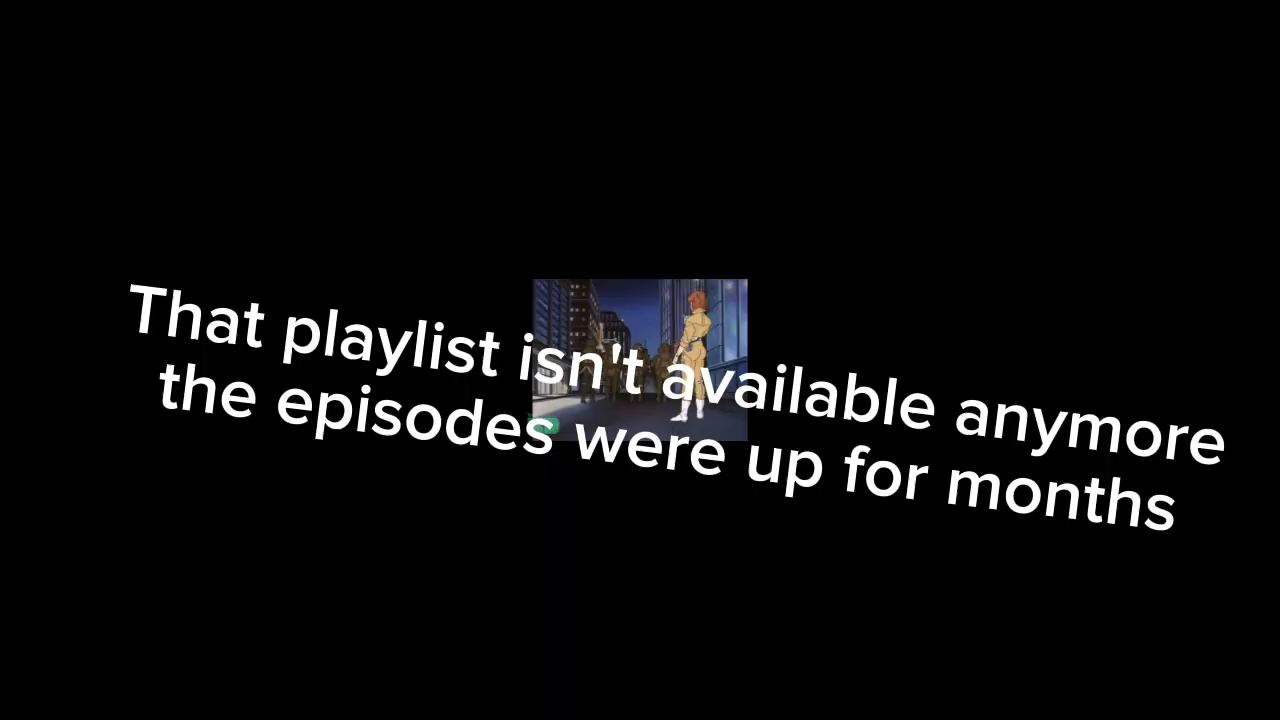 That playlist isn't available anymore
the episodes were up for months